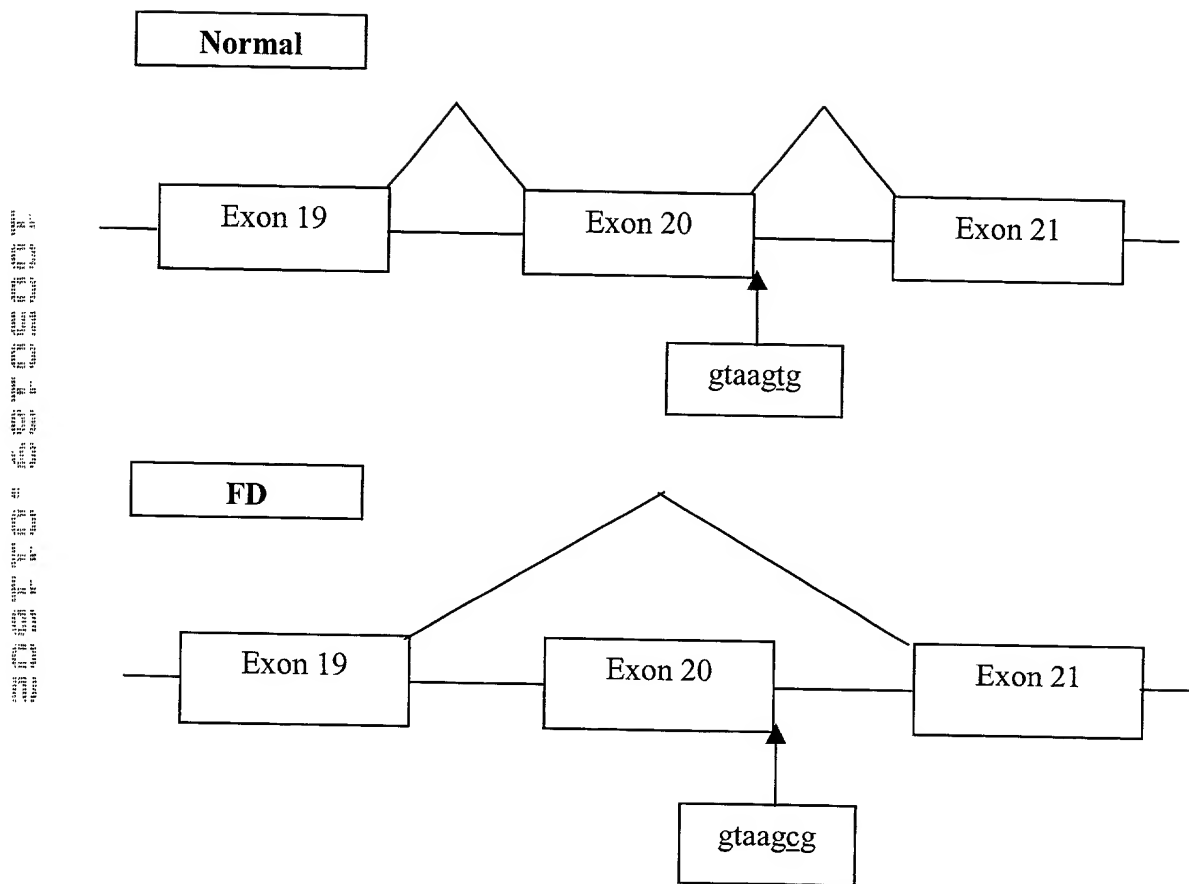 Normal
Exon 19
Exon 20
Exon 21
gtaagtg
FD
Exon 19
Exon 20
Exon 21
gtaagcg